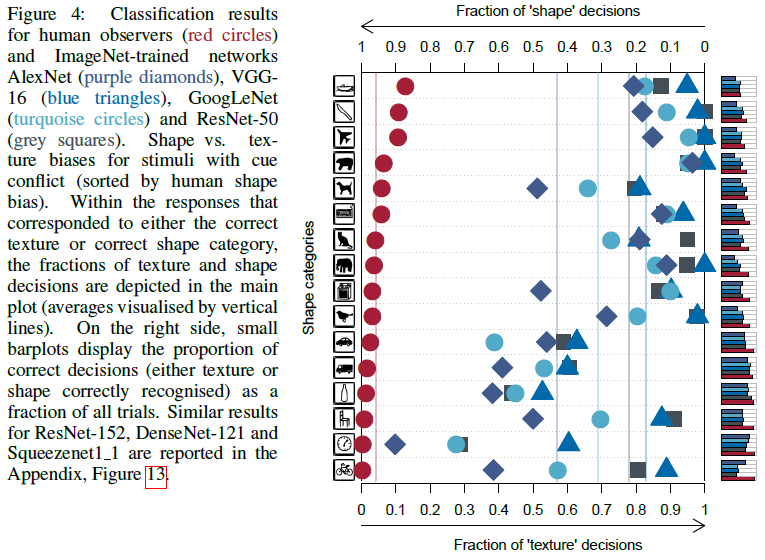 Figure 4: Classification results
for human observers (red circles)
and ImageNet-trained networks
AlexNet (purple diamonds), VGG-
16 (blue triangles), GoogLeNet
(turquoise circles) and ResNet-50
(grey squares). Shape vs. tex-
ture biases for stimuli with cue
conflict (sorted by human shape
bias). Within the responses that
corresponded to either the correct
texture or correct shape category,
the fractions of texture and shape
decisions are depicted in the main
plot (averages visualised by vertical
lines). On the right side, small
barplots display the proportion of
correct decisions (either texture or
shape correctly recognised) as a
fraction of all trials. Similar results
for ResNet-152, DenseNet-121 and
Squeezenet1_1 are reported in the
Appendix, Figure 13.
Fraction of 'shape' decisions
1 0.9 0.8 0.7 0.6 0.5 0.4 0.3 0.2 0.1 0
Shape categories
0 0.1 0.2 0.3 0.4 0.5 0.6 0.7 0.8 0.9 1
Fraction of 'texture' decisions